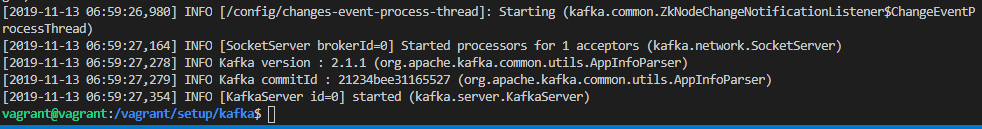 [2019-11-13 06:59:26,980] INFO [/config/changes-event-process-thread]: Starting (kafka.common.ZkNodeChangeNotificationListener$ChangeEventP
rocessThread)
[2019-11-13 06:59:27,164] INFO [SocketServer brokerId=0] Started processors for 1 acceptors (kafka.network.SocketServer)
[2019-11-13 06:59:27,278] INFO Kafka version : 2.1.1 (org.apache.kafka.common.utils.AppInfoParser)
[2019-11-13 06:59:27,279] INFO Kafka commitId : 21234bee31165527 (org.apache.kafka.common.utils.AppInfoParser)
[2019-11-13 06:59:27,354] INFO [KafkaServer id=0] started (kafka.server.KafkaServer)
vagrant@vagrant:/vagrant/setup/kafka$